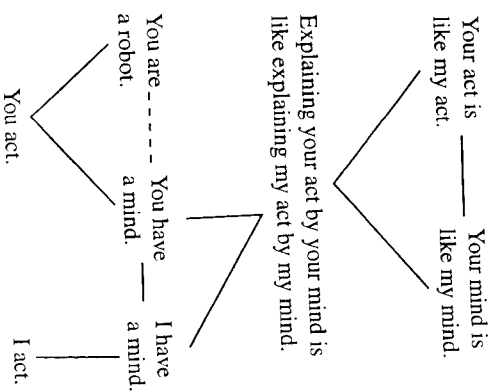 Your act is
like my act.
Your mind is
like my mind.
Explaining your act by your mind is
like explaining my act by my mind.
You are
a robot.
You have
a mind.
I have
a mind.
You act.
I act.